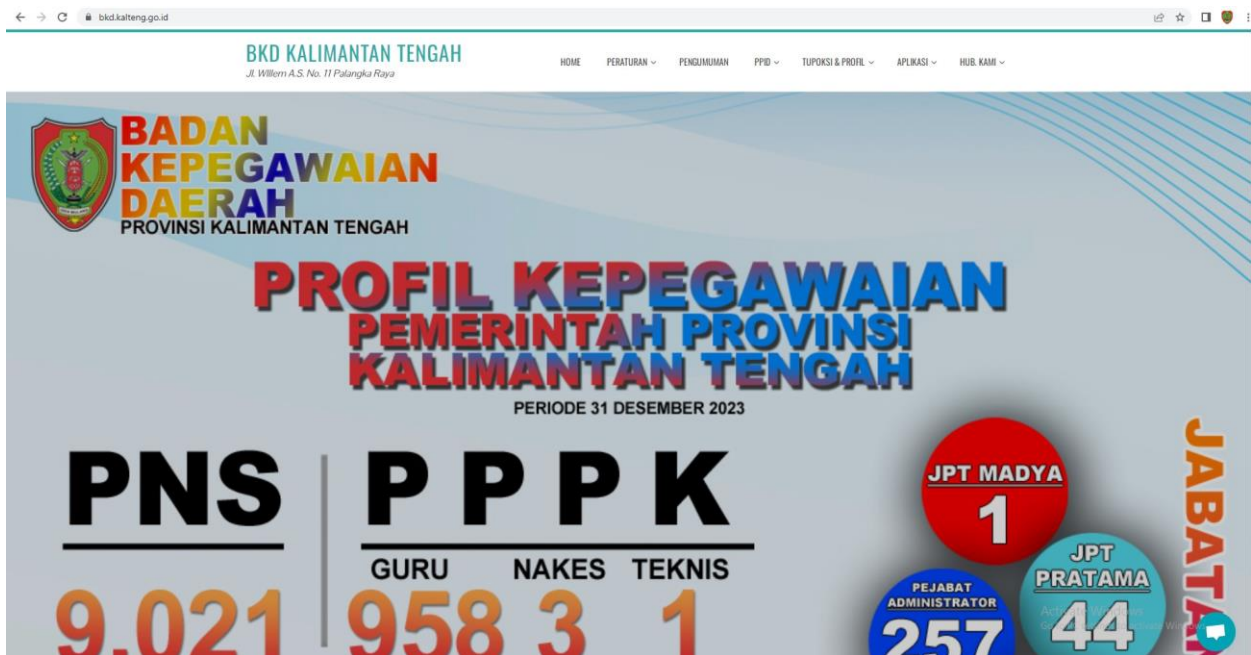 bkd.kalteng.go.id
BKD KALIMANTAN TENGAH
Jl. Willem A.S. No. 11 Palangka Raya
HOME PERATURAN PENGUMUMAN PPID TUPOKSI & PROFIL APLIKASI HUB. KAMI
BADAN
KEPEGAWAIAN
DAERAH
PROVINSI KALIMANTAN TENGAH
PROFIL KEPEGAWAIAN
PEMERINTAH PROVINSI
KALIMANTAN TENGAH
PERIODE 31 DESEMBER 2023
PNS
9.021
PPPK
GURU NAKES TEKNIS
958 3 1
JPT MADYA
1
JPT
PRATAMA
44
PEJABAT
ADMINISTRATOR
257